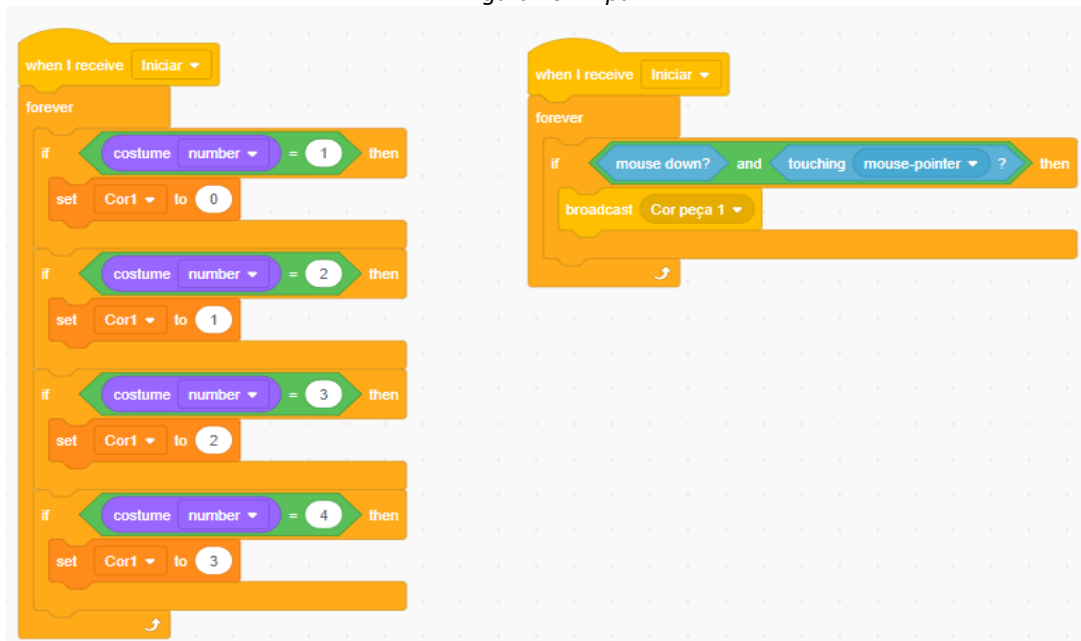 when I receive Iniciar
forever
if costume number = 1 then
set Cor1 to 0
if costume number = 2 then
set Cor1 to 1
if costume number = 3 then
set Cor1 to 2
if costume number = 4 then
set Cor1 to 3
when I receive Iniciar
forever
if mouse down? and touching mouse-pointer ? then
broadcast Cor peça 1